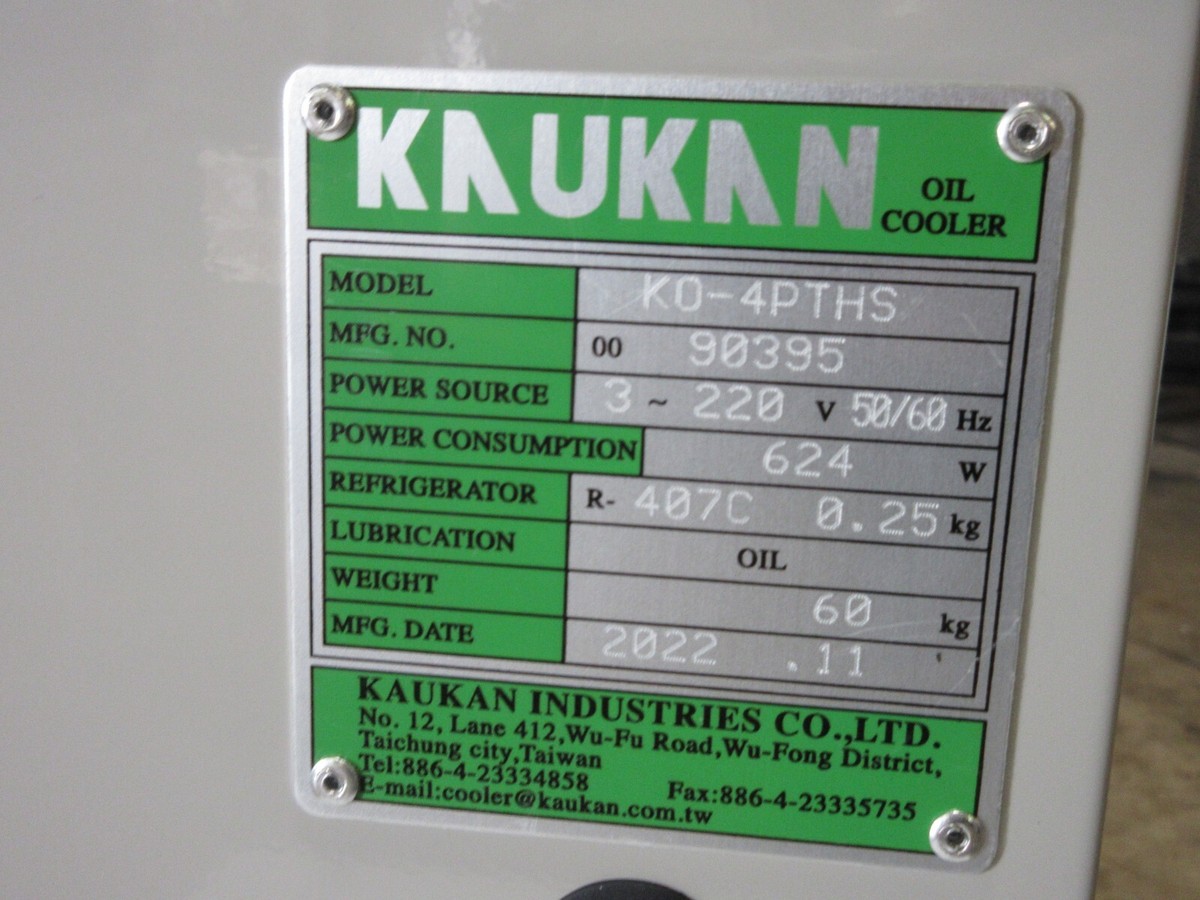 KAUKAN OIL COOLER
MODEL KO-4PTHS
MFG. NO. 00 90395
POWER SOURCE 3 ~ 220 V 50/60 Hz
POWER CONSUMPTION 624 W
REFRIGERATOR R- 407C 0.25 kg
LUBRICATION OIL
WEIGHT 60 kg
MFG. DATE 2022 .11
KAUKAN INDUSTRIES CO.,LTD.
No. 12, Lane 412,Wu-Fu Road,Wu-Fong District,
Taichung city,Taiwan
Tel:886-4-23334858 Fax:886-4-23335735
E-mail:cooler@kaukan.com.tw